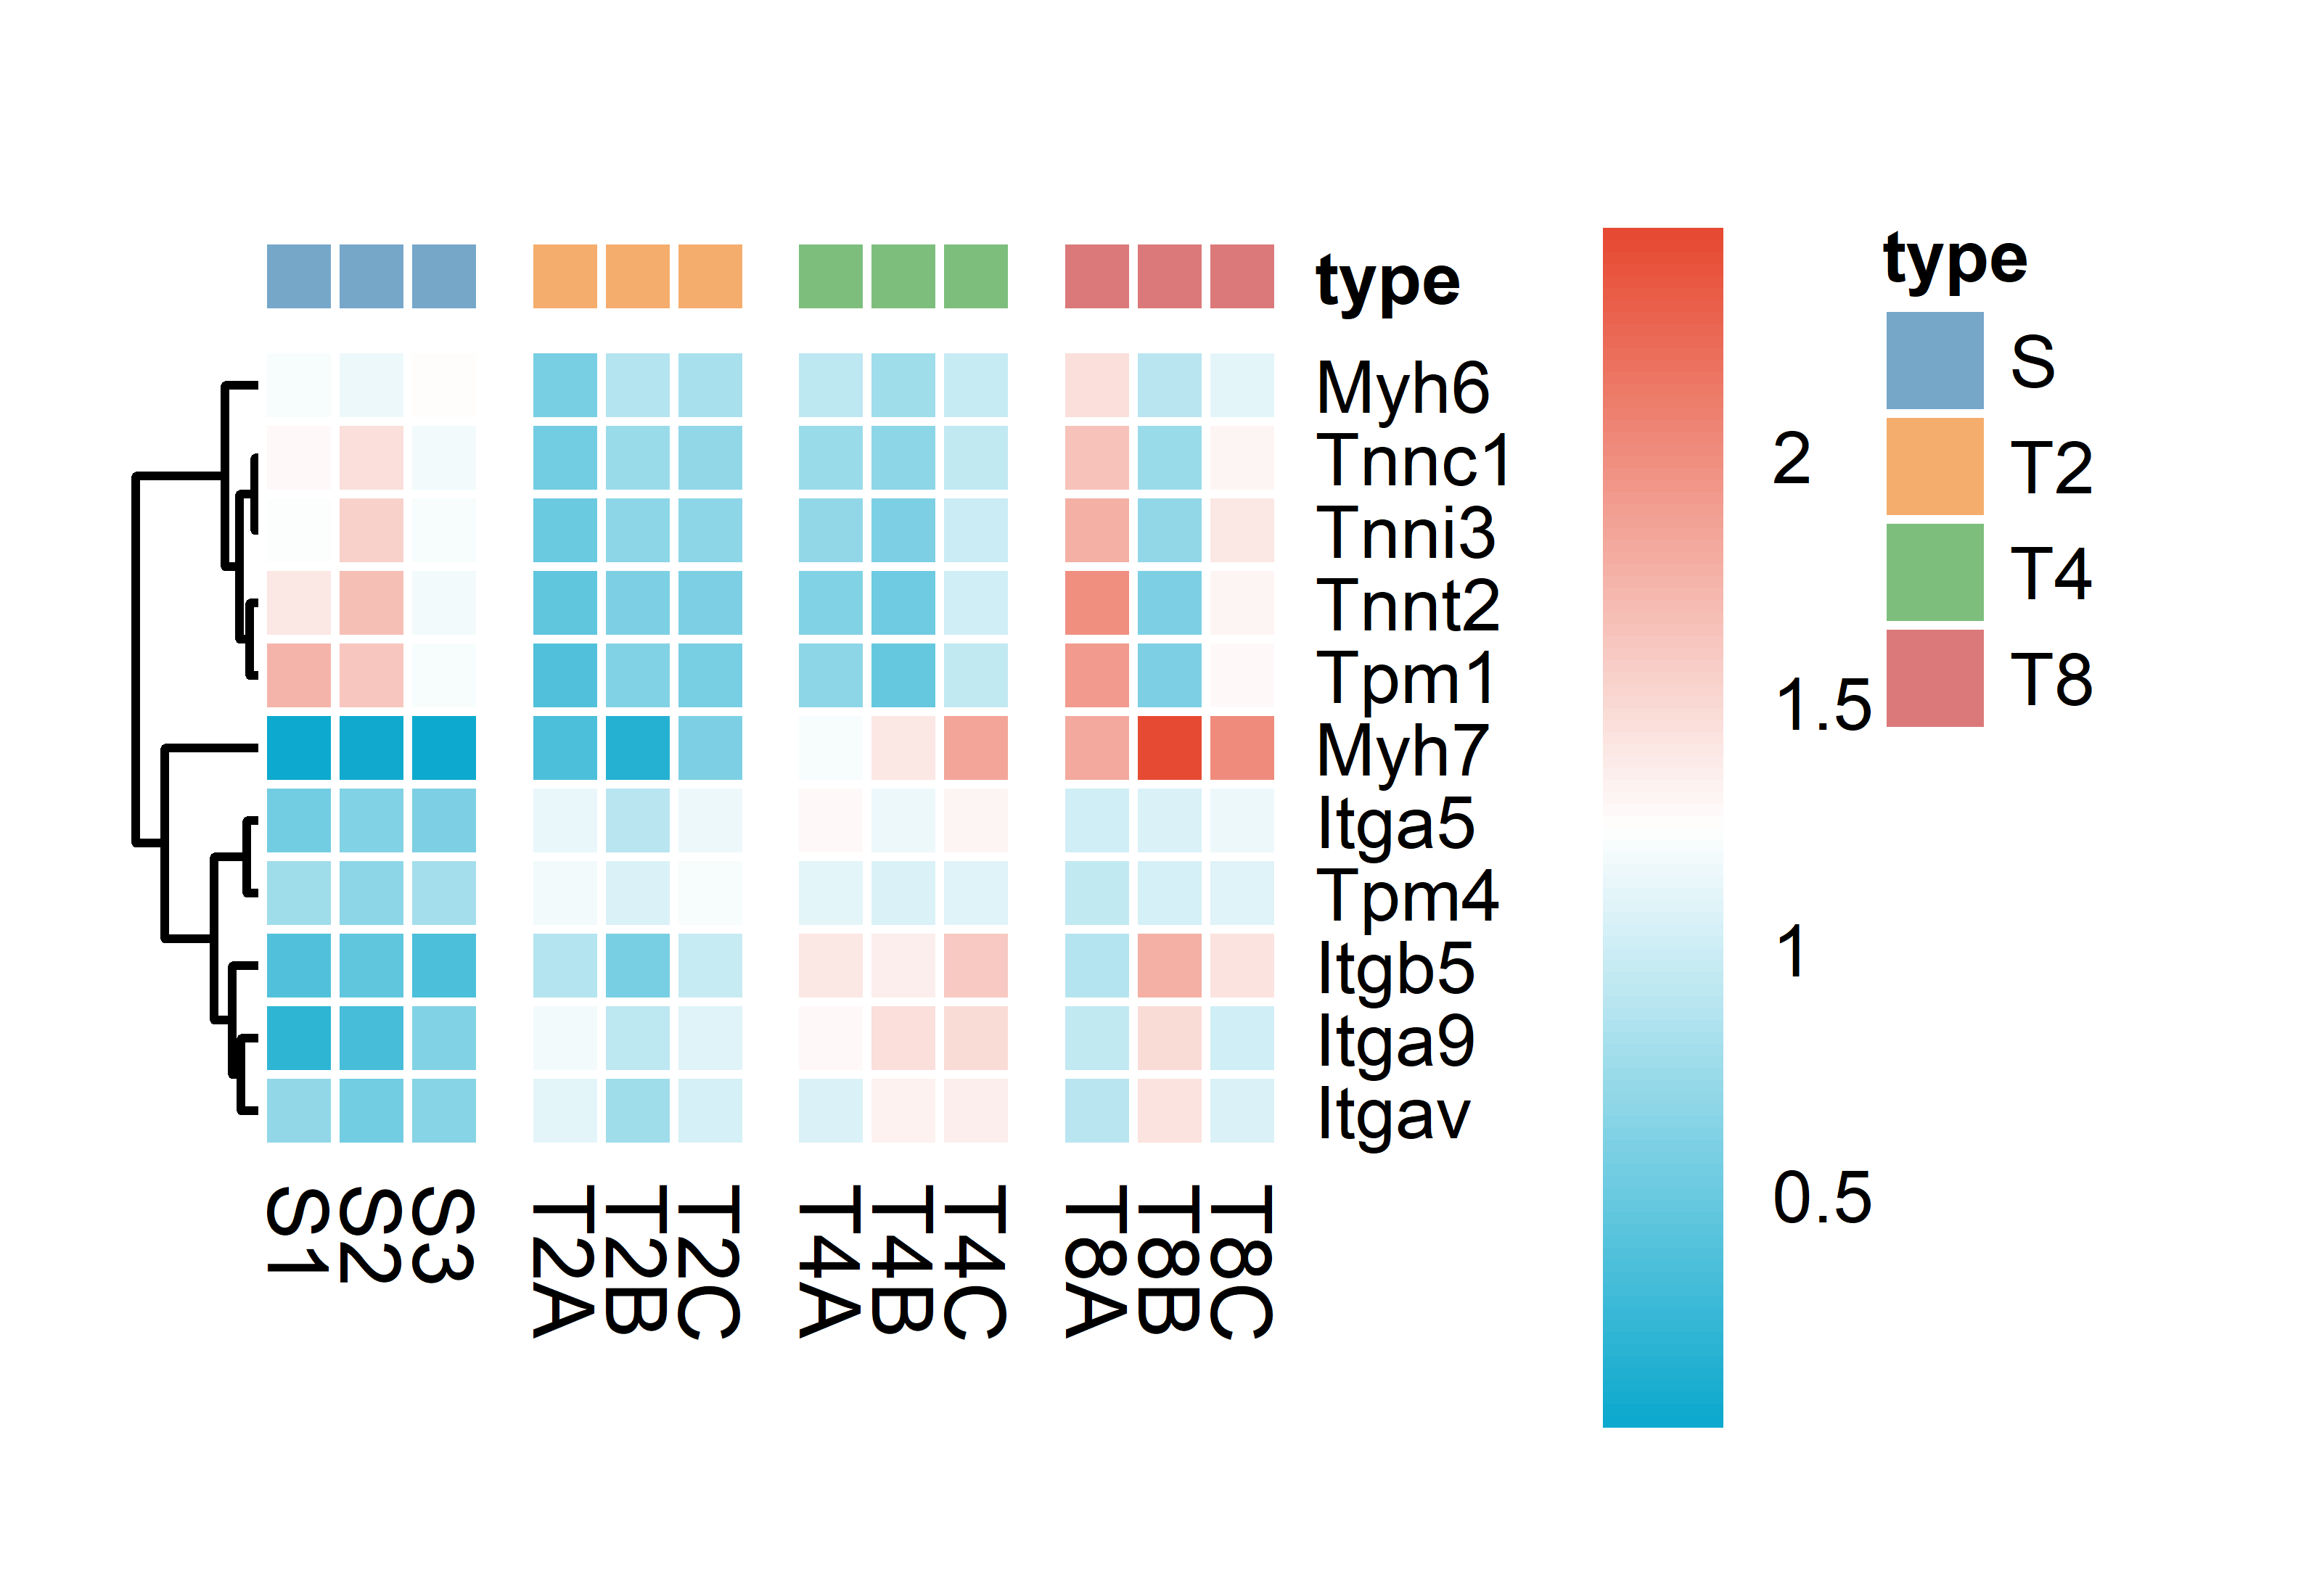 type
Myh6
Tnnc1
Tnni3
Tnnt2
Tpm1
Myh7
Itga5
Tpm4
Itgb5
Itga9
Itgav
S1
S2
S3
T2A
T2B
T2C
T4A
T4B
T4C
T8A
T8B
T8C
2
1.5
1
0.5
type
S
T2
T4
T8